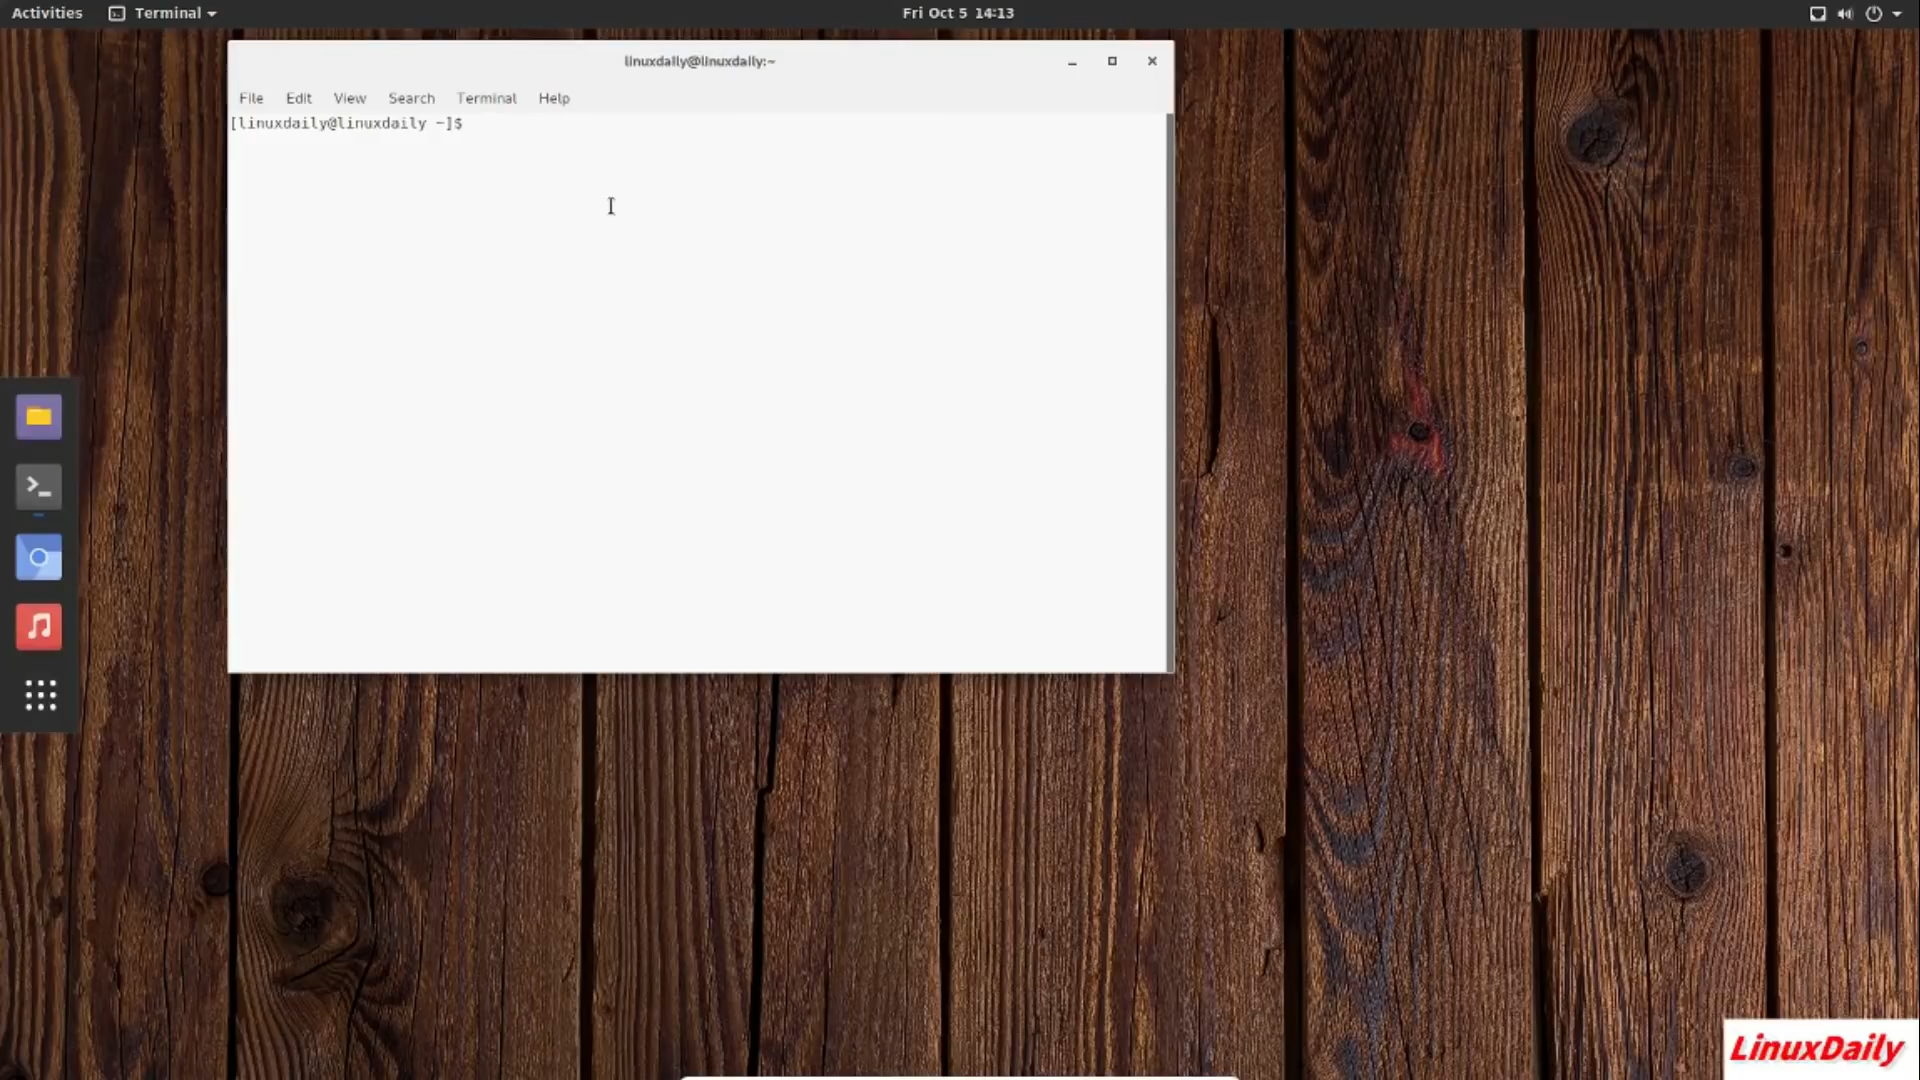 Activities Terminal Fri Oct 5 14:13
linuxdaily@linuxdaily:~
File Edit View Search Terminal Help
[linuxdaily@linuxdaily ~]$
LinuxDaily